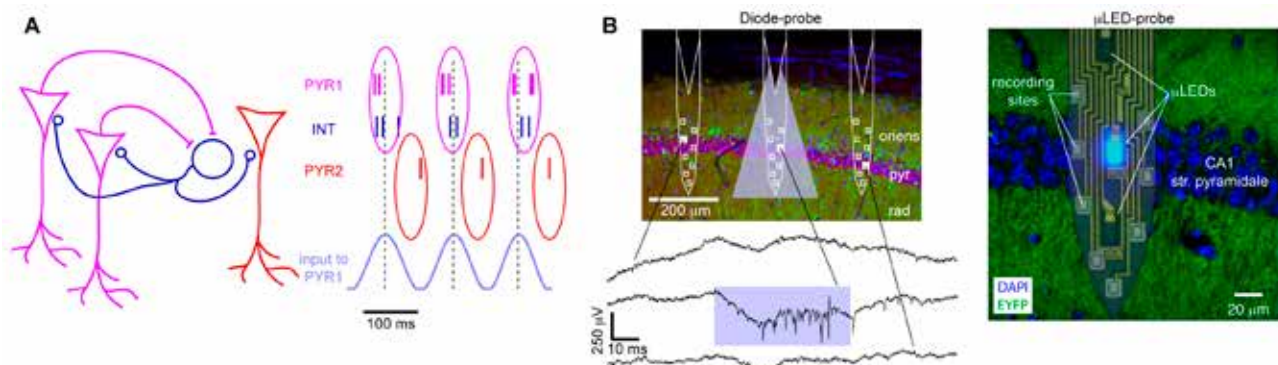 A
PYR1
INT
PYR2
input to
PYR1
100 ms
B
Diode-probe
oriens
pyr
rad
200 µm
250 µV
10 ms
µLED-probe
recording
sites
µLEDs
CA1
str. pyramidale
DAPI
EYFP
20 µm